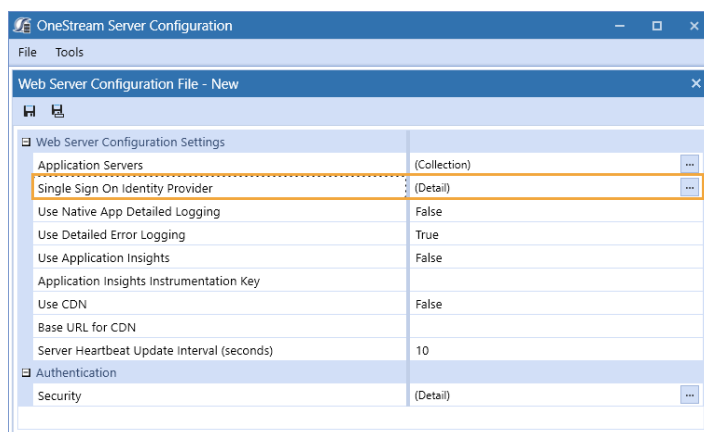 OneStream Server Configuration
File Tools
Web Server Configuration File - New
Web Server Configuration Settings
Application Servers (Collection) ...
Single Sign On Identity Provider (Detail) ...
Use Native App Detailed Logging False
Use Detailed Error Logging True
Use Application Insights False
Application Insights Instrumentation Key
Use CDN False
Base URL for CDN
Server Heartbeat Update Interval (seconds) 10
Authentication
Security (Detail) ...